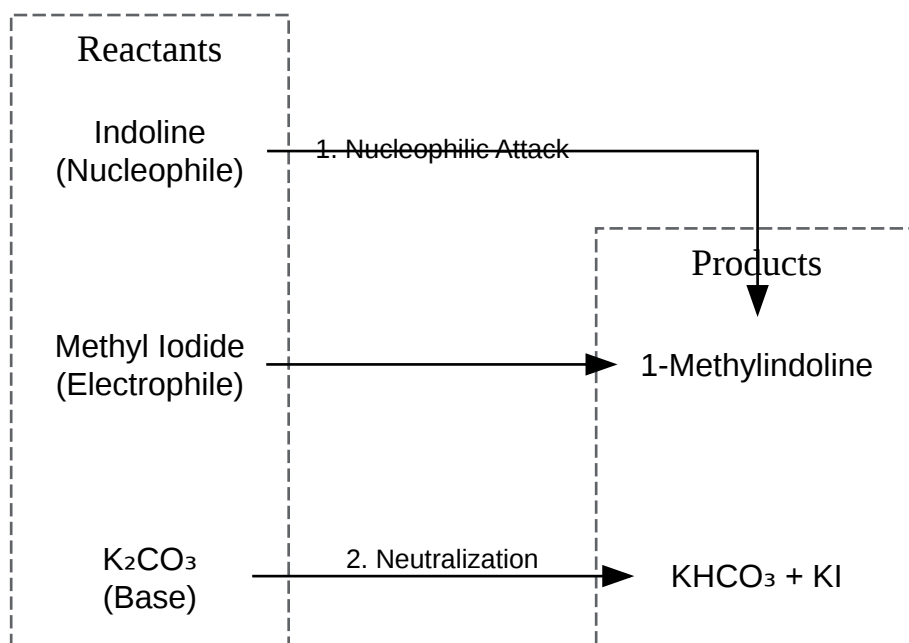 Reactants
Indoline
(Nucleophile)
1. Nucleophilic Attack
Products
Methyl Iodide
(Electrophile)
1-Methylindoline
K₂CO₃
(Base)
2. Neutralization
KHCO₃ + KI